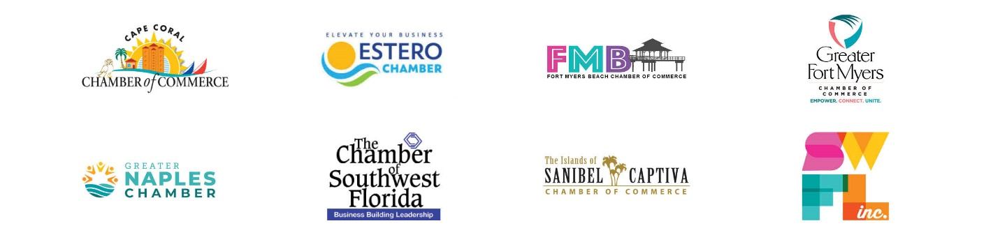 CAPE CORAL
CHAMBER of COMMERCE
ELEVATE YOUR BUSINESS
ESTERO
CHAMBER
FMB
FORT MYERS BEACH CHAMBER OF COMMERCE
Greater
Fort Myers
CHAMBER OF
COMMERCE
EMPOWER. CONNECT. UNITE.
GREATER
NAPLES
CHAMBER
The
Chamber
of
Southwest
Florida
Business Building Leadership
The Islands of
SANIBEL CAPTIVA
CHAMBER OF COMMERCE
SW
FL
inc.